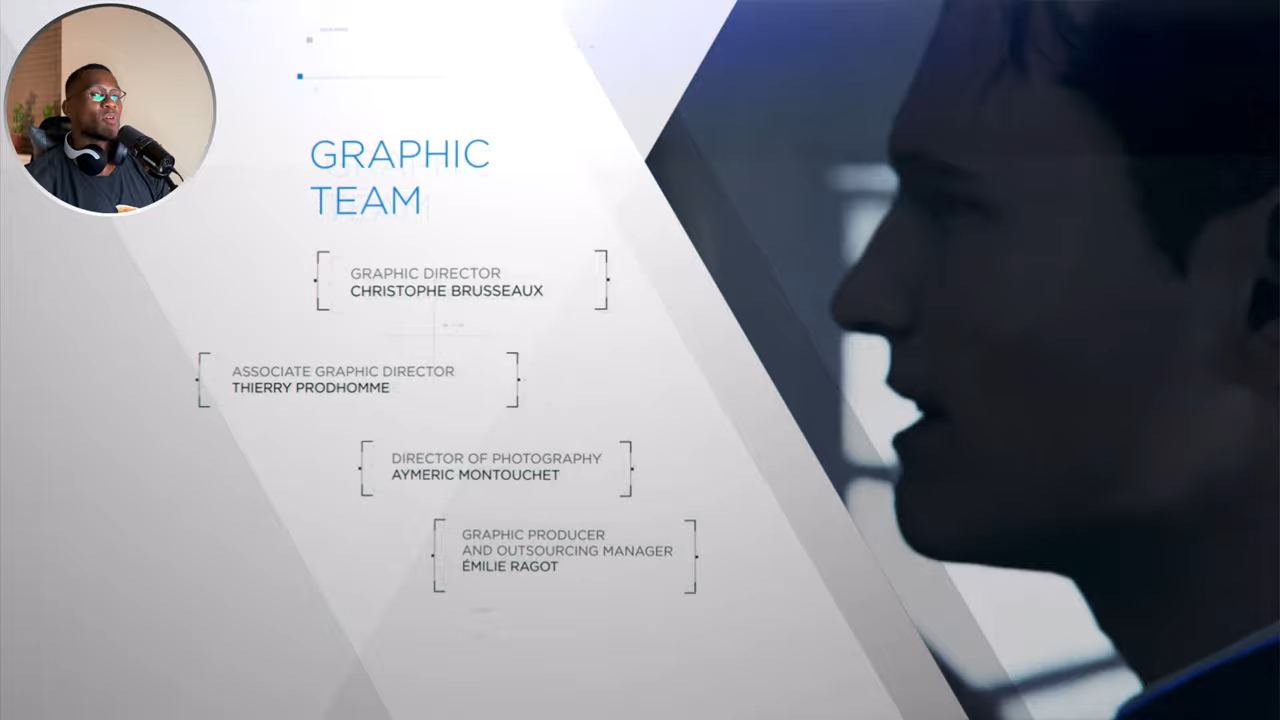 GRAPHIC
TEAM
GRAPHIC DIRECTOR
CHRISTOPHE BRUSSEAUX
ASSOCIATE GRAPHIC DIRECTOR
THIERRY PRODHOMME
DIRECTOR OF PHOTOGRAPHY
AYMERIC MONTOUCHET
GRAPHIC PRODUCER
AND OUTSOURCING MANAGER
ÉMILIE RAGOT